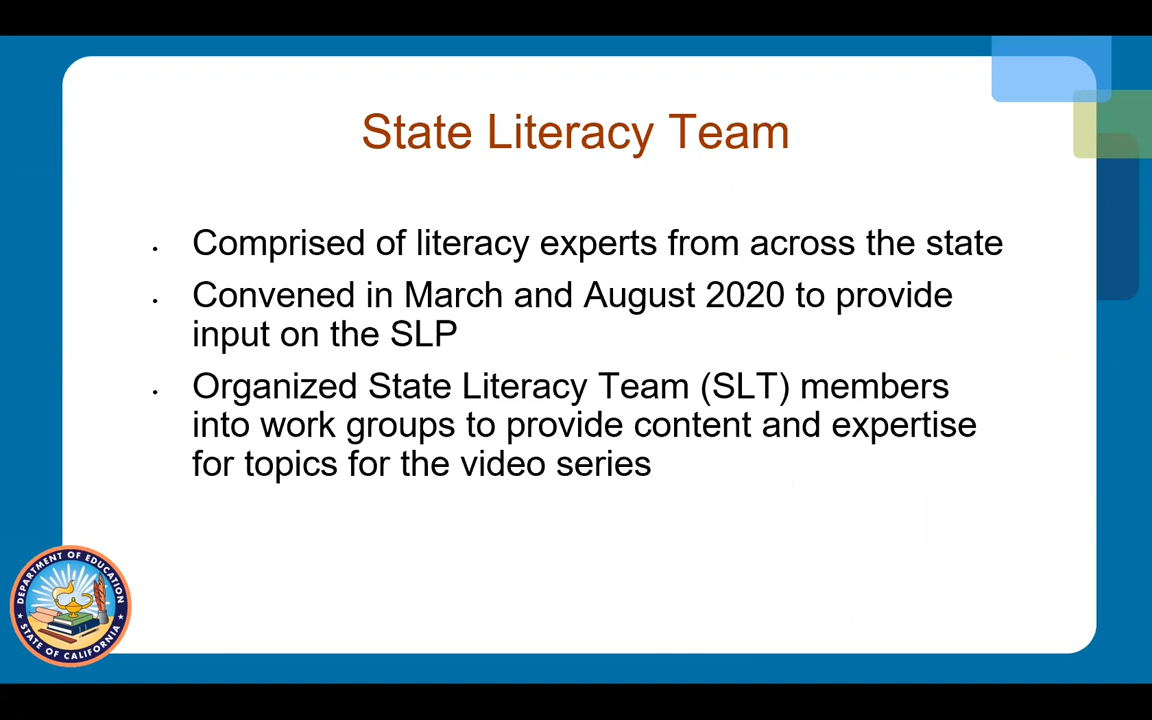 State Literacy Team
• Comprised of literacy experts from across the state
• Convened in March and August 2020 to provide
input on the SLP
• Organized State Literacy Team (SLT) members
into work groups to provide content and expertise
for topics for the video series
DEPARTMENT OF EDUCATION
STATE OF CALIFORNIA